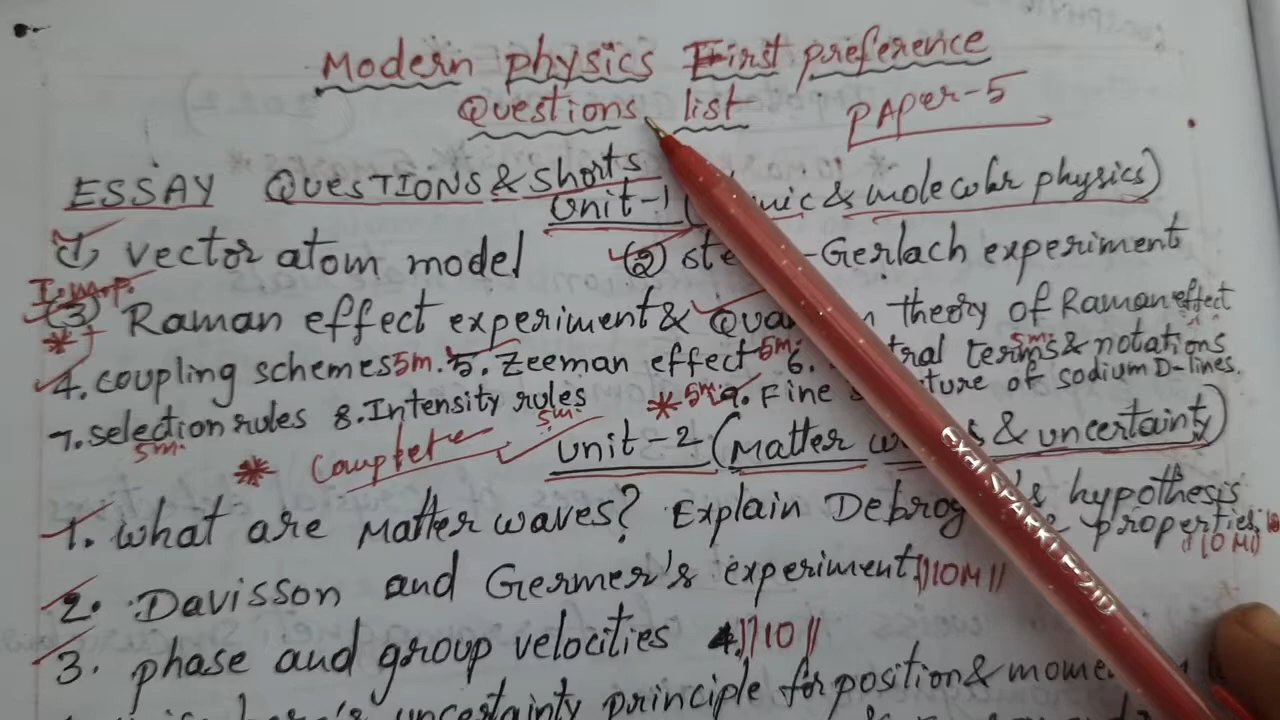 Modern physics First preference
Questions list PAPER-5
ESSAY QUESTIONS & Shorts
Unit-1 ( & molecular physics)
1) vector atom model (2) -Gerlach experiment
I.m.p.
(3) Raman effect experiment & theory of Raman effect
* 4. coupling schemes 5m. 5. Zeeman effect 5m 6. terms & notations 5m
7. selection rules 5m. 8. Intensity rules 5m * 5m 9. Fine of sodium D-lines.
* Complete Unit-2 (Matter & uncertainty)
1. what are Matter waves? Explain hypothesis
properties. 10M
2. Davisson and Germer's experiment. 10M
3. phase and group velocities 4. 10
uncertainty principle for position &
exal SPARKLE-21D